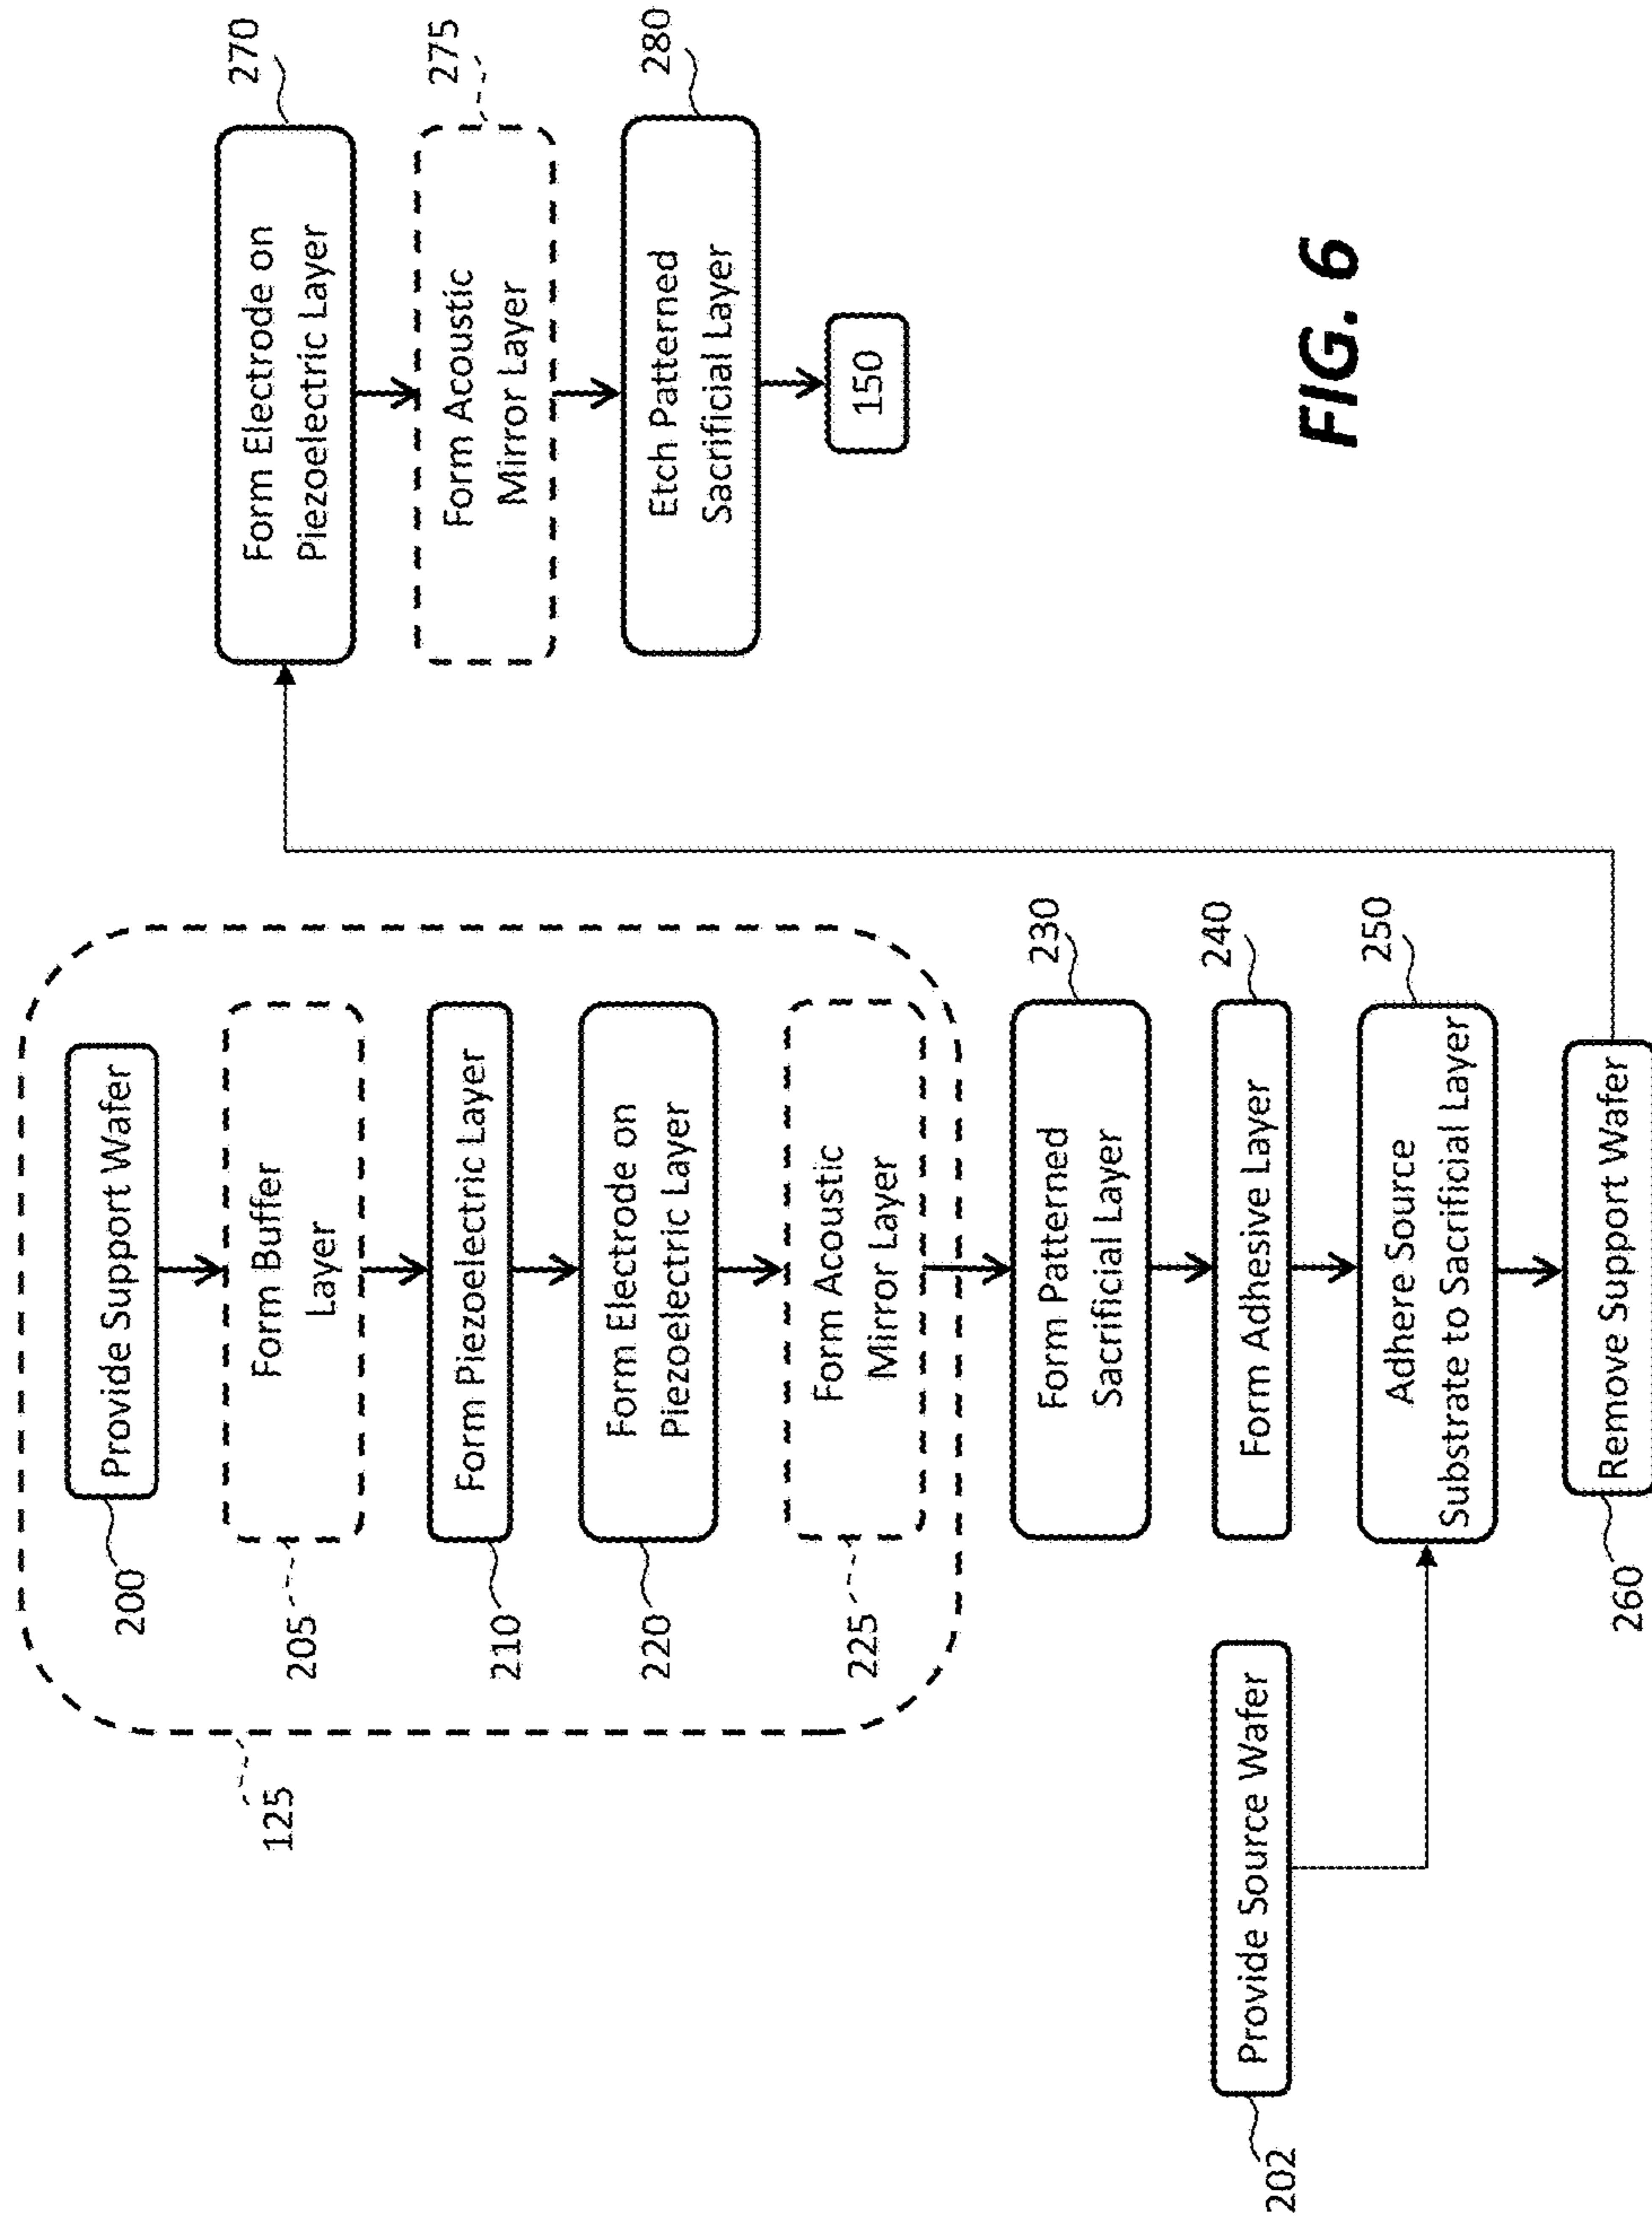 125
200
Provide Support Wafer
205
Form Buffer
Layer
210
Form Piezoelectric Layer
220
Form Electrode on
Piezoelectric Layer
225
Form Acoustic
Mirror Layer
230
Form Patterned
Sacrificial Layer
202
Provide Source Wafer
240
Form Adhesive Layer
250
Adhere Source
Substrate to Sacrificial Layer
260
Remove Support Wafer
270
Form Electrode on
Piezoelectric Layer
275
Form Acoustic
Mirror Layer
280
Etch Patterned
Sacrificial Layer
150
FIG. 6